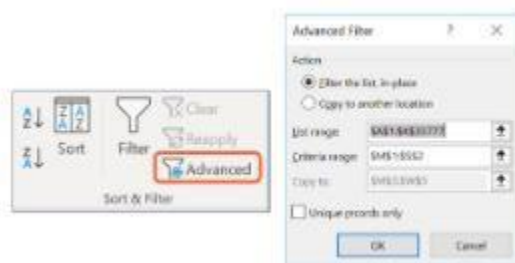 Clear
Reapply
Sort
Filter
Advanced
Sort & Filter
Advanced Filter
? ×
Action
Filter the list, in-place
Copy to another location
List range:
Criteria range:
Copy to:
Unique records only
OK
Cancel